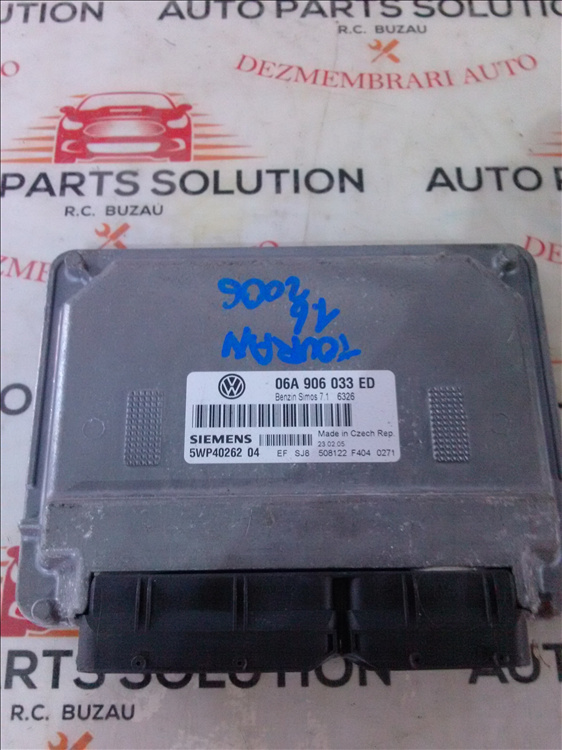 AUTO PARTS SOLUTION
R.C. BUZAU
DEZMEMBRARI AUTO
PARTS SOLUTION
AUTO PAR
R.C. BUZAU
R.C.
TOURAN
1.6
2006
06A 906 033 ED
Benzin Simos 7.1 6326
SIEMENS
Made in Czech Rep.
23.02.05
5WP40262 04
EF SJ8 508122 F404 0271
AUTO PARTS SOLUTION
R.C. BUZAU